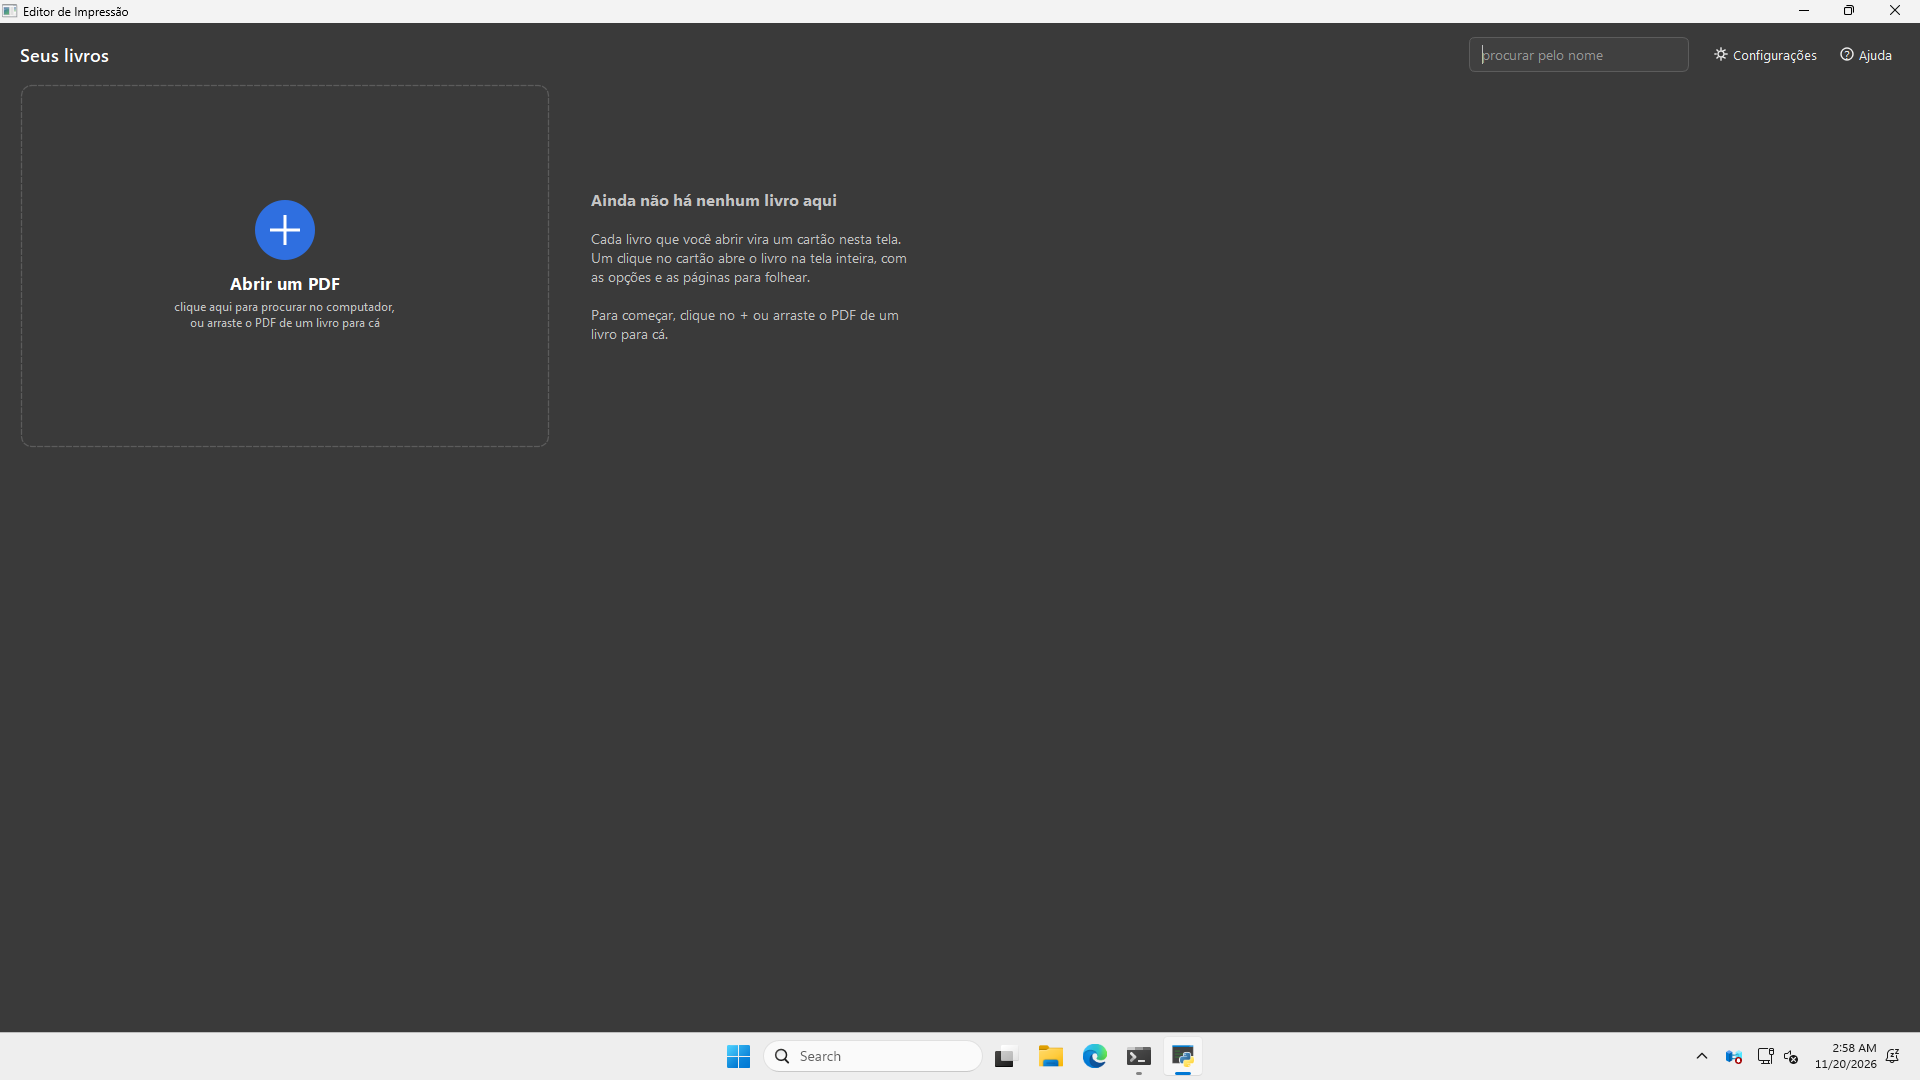 Editor de Impressão
Seus livros
procurar pelo nome
Configurações
Ajuda
Abrir um PDF
clique aqui para procurar no computador,
ou arraste o PDF de um livro para cá
Ainda não há nenhum livro aqui
Cada livro que você abrir vira um cartão nesta tela.
Um clique no cartão abre o livro na tela inteira, com
as opções e as páginas para folhear.
Para começar, clique no + ou arraste o PDF de um
livro para cá.
Search
2:58 AM
11/20/2026